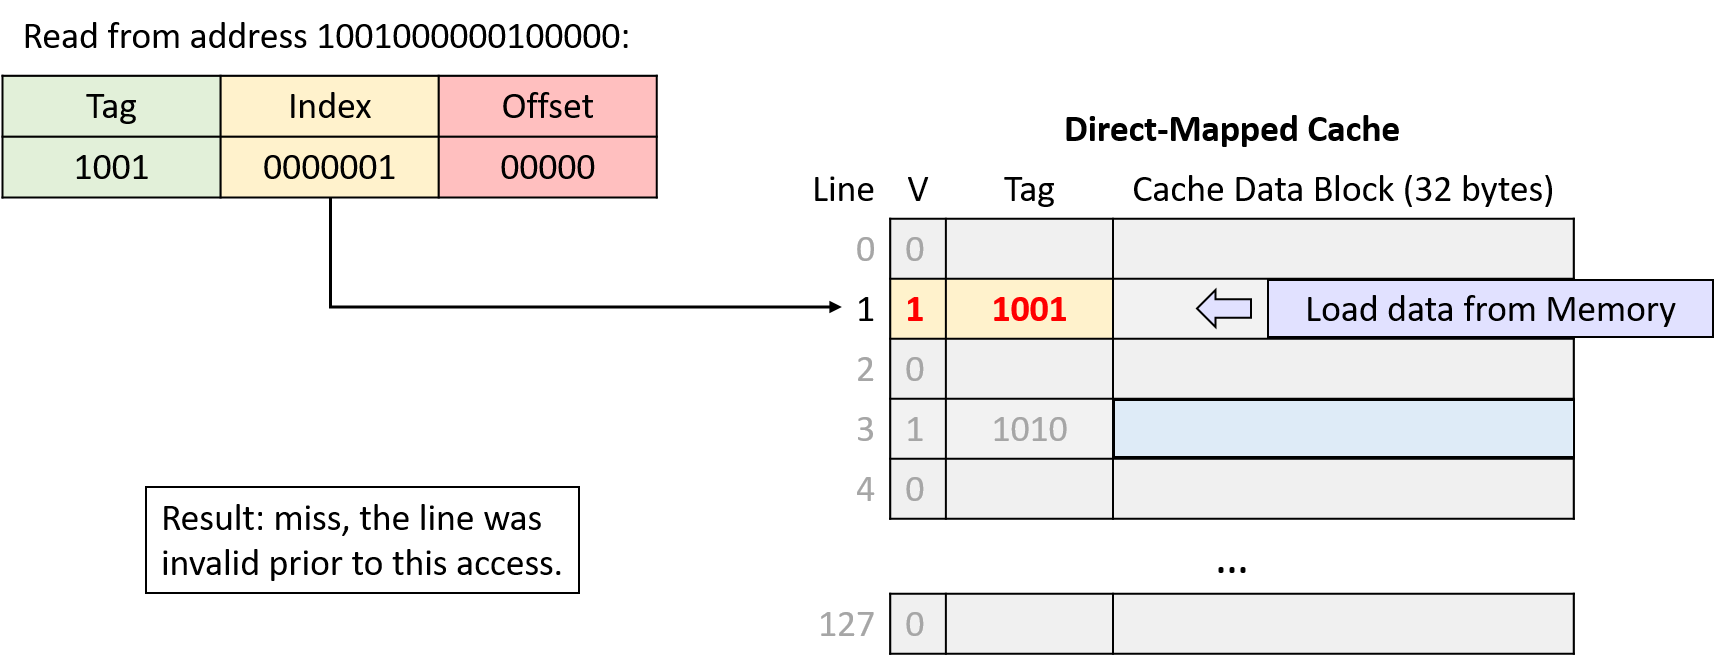 Read from address 1001000000100000:
Tag Index Offset
1001 0000001 00000
Direct-Mapped Cache
Line V Tag Cache Data Block (32 bytes)
0 0
1 1 1001 Load data from Memory
2 0
3 1 1010
4 0
Result: miss, the line was
invalid prior to this access.
...
127 0